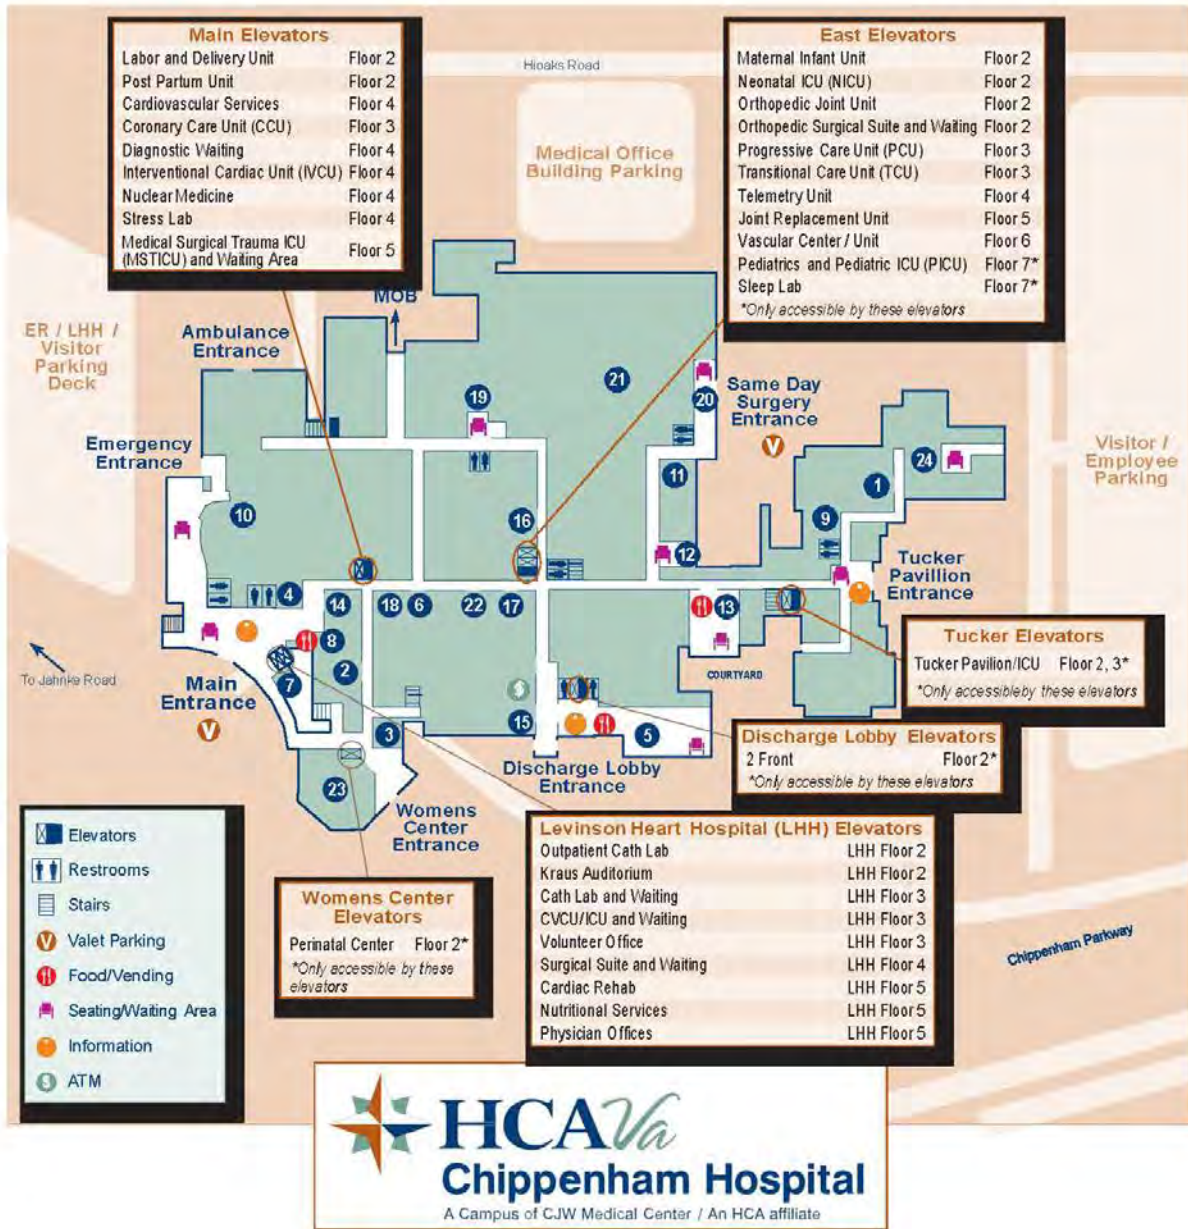 Main Elevators
Labor and Delivery Unit Floor 2
Post Partum Unit Floor 2
Cardiovascular Services Floor 4
Coronary Care Unit (CCU) Floor 3
Diagnostic Waiting Floor 4
Interventional Cardiac Unit (IVCU) Floor 4
Nuclear Medicine Floor 4
Stress Lab Floor 4
Medical Surgical Trauma ICU
(MSTICU) and Waiting Area Floor 5
East Elevators
Maternal Infant Unit Floor 2
Neonatal ICU (NICU) Floor 2
Orthopedic Joint Unit Floor 2
Orthopedic Surgical Suite and Waiting Floor 2
Progressive Care Unit (PCU) Floor 3
Transitional Care Unit (TCU) Floor 3
Telemetry Unit Floor 4
Joint Replacement Unit Floor 5
Vascular Center / Unit Floor 6
Pediatrics and Pediatric ICU (PICU) Floor 7*
Sleep Lab Floor 7*
*Only accessible by these elevators
Hioaks Road
Medical Office
Building Parking
MOB
ER / LHH /
Visitor
Parking
Deck
Ambulance
Entrance
Emergency
Entrance
Same Day
Surgery
Entrance
V
Visitor /
Employee
Parking
21
19
20
24
11
1
10
16
9
12
Tucker
Pavillion
Entrance
4
14
18
6
22
17
13
8
2
7
To Jahnke Road
Main
Entrance
V
COURTYARD
Tucker Elevators
Tucker Pavilion/ICU Floor 2, 3*
*Only accessibleby these elevators
3
15
5
Discharge Lobby
Entrance
Discharge Lobby Elevators
2 Front Floor 2*
*Only accessible by these elevators
23
Womens
Center
Entrance
Elevators
Restrooms
Stairs
V Valet Parking
Food/Vending
Seating/Waiting Area
Information
$ ATM
Womens Center
Elevators
Perinatal Center Floor 2*
*Only accessible by these
elevators
Levinson Heart Hospital (LHH) Elevators
Outpatient Cath Lab LHH Floor 2
Kraus Auditorium LHH Floor 2
Cath Lab and Waiting LHH Floor 3
CVCU/ICU and Waiting LHH Floor 3
Volunteer Office LHH Floor 3
Surgical Suite and Waiting LHH Floor 4
Cardiac Rehab LHH Floor 5
Nutritional Services LHH Floor 5
Physician Offices LHH Floor 5
Chippenham Parkway
HCA Va
Chippenham Hospital
A Campus of CJW Medical Center / An HCA affiliate